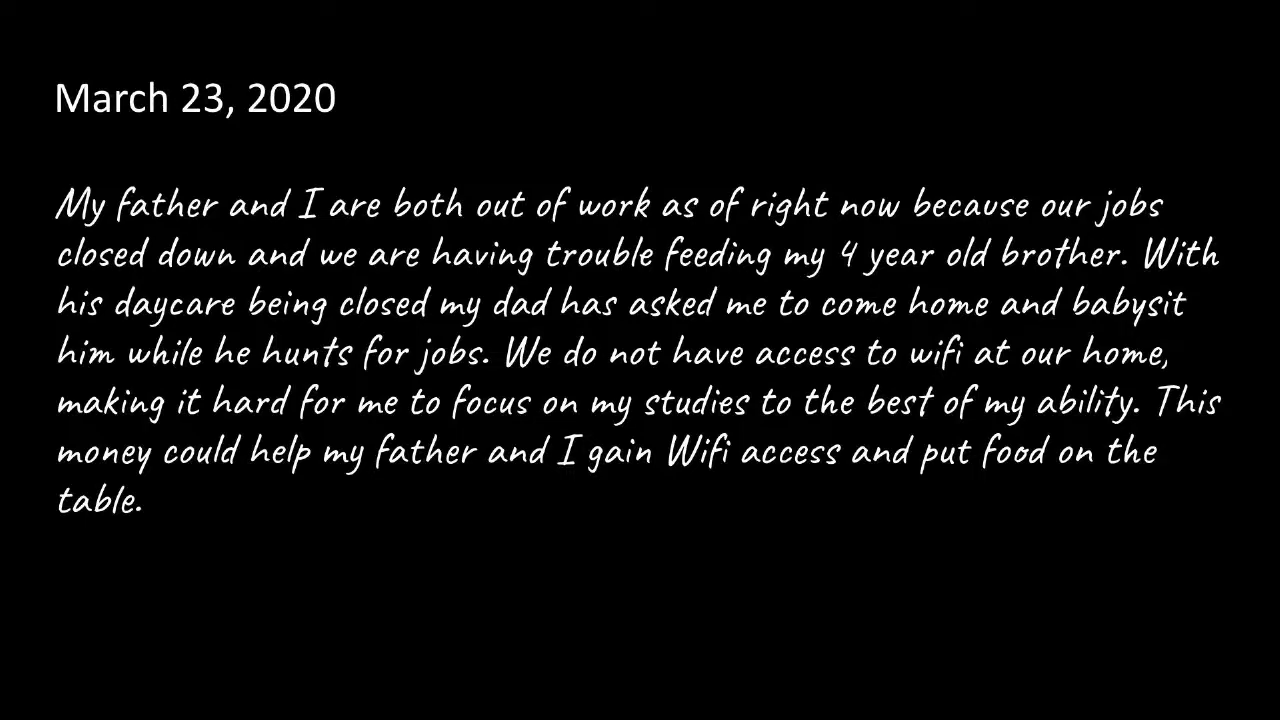 March 23, 2020
My father and I are both out of work as of right now because our jobs
closed down and we are having trouble feeding my 4 year old brother. With
his daycare being closed my dad has asked me to come home and babysit
him while he hunts for jobs. We do not have access to wifi at our home,
making it hard for me to focus on my studies to the best of my ability. This
money could help my father and I gain Wifi access and put food on the
table.